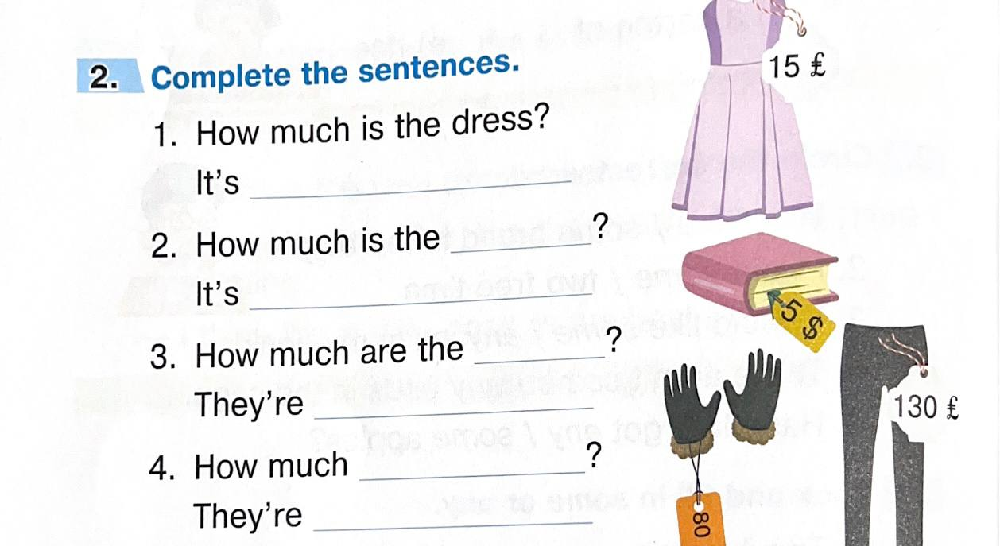 2. Complete the sentences.
1. How much is the dress?
It's
2. How much is the ?
It's
3. How much are the ?
They're
4. How much ?
They're
15 £
5 $
130 £
80